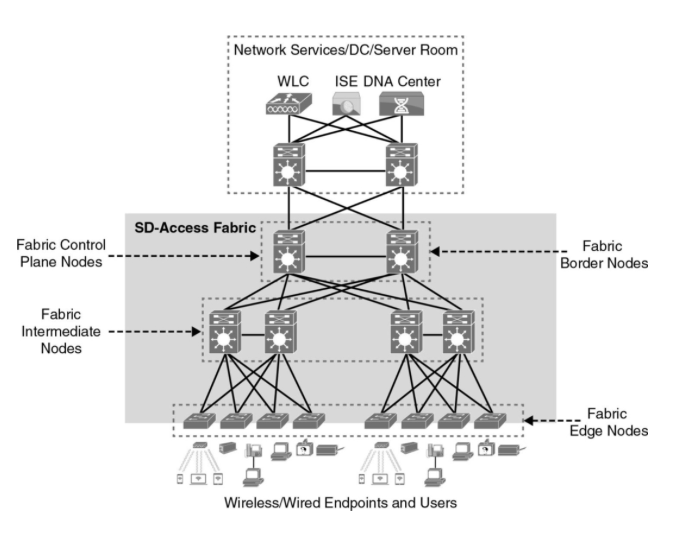 Network Services/DC/Server Room
WLC
ISE
DNA Center
SD-Access Fabric
Fabric Control
Plane Nodes
Fabric
Border Nodes
Fabric
Intermediate
Nodes
Fabric
Edge Nodes
Wireless/Wired Endpoints and Users